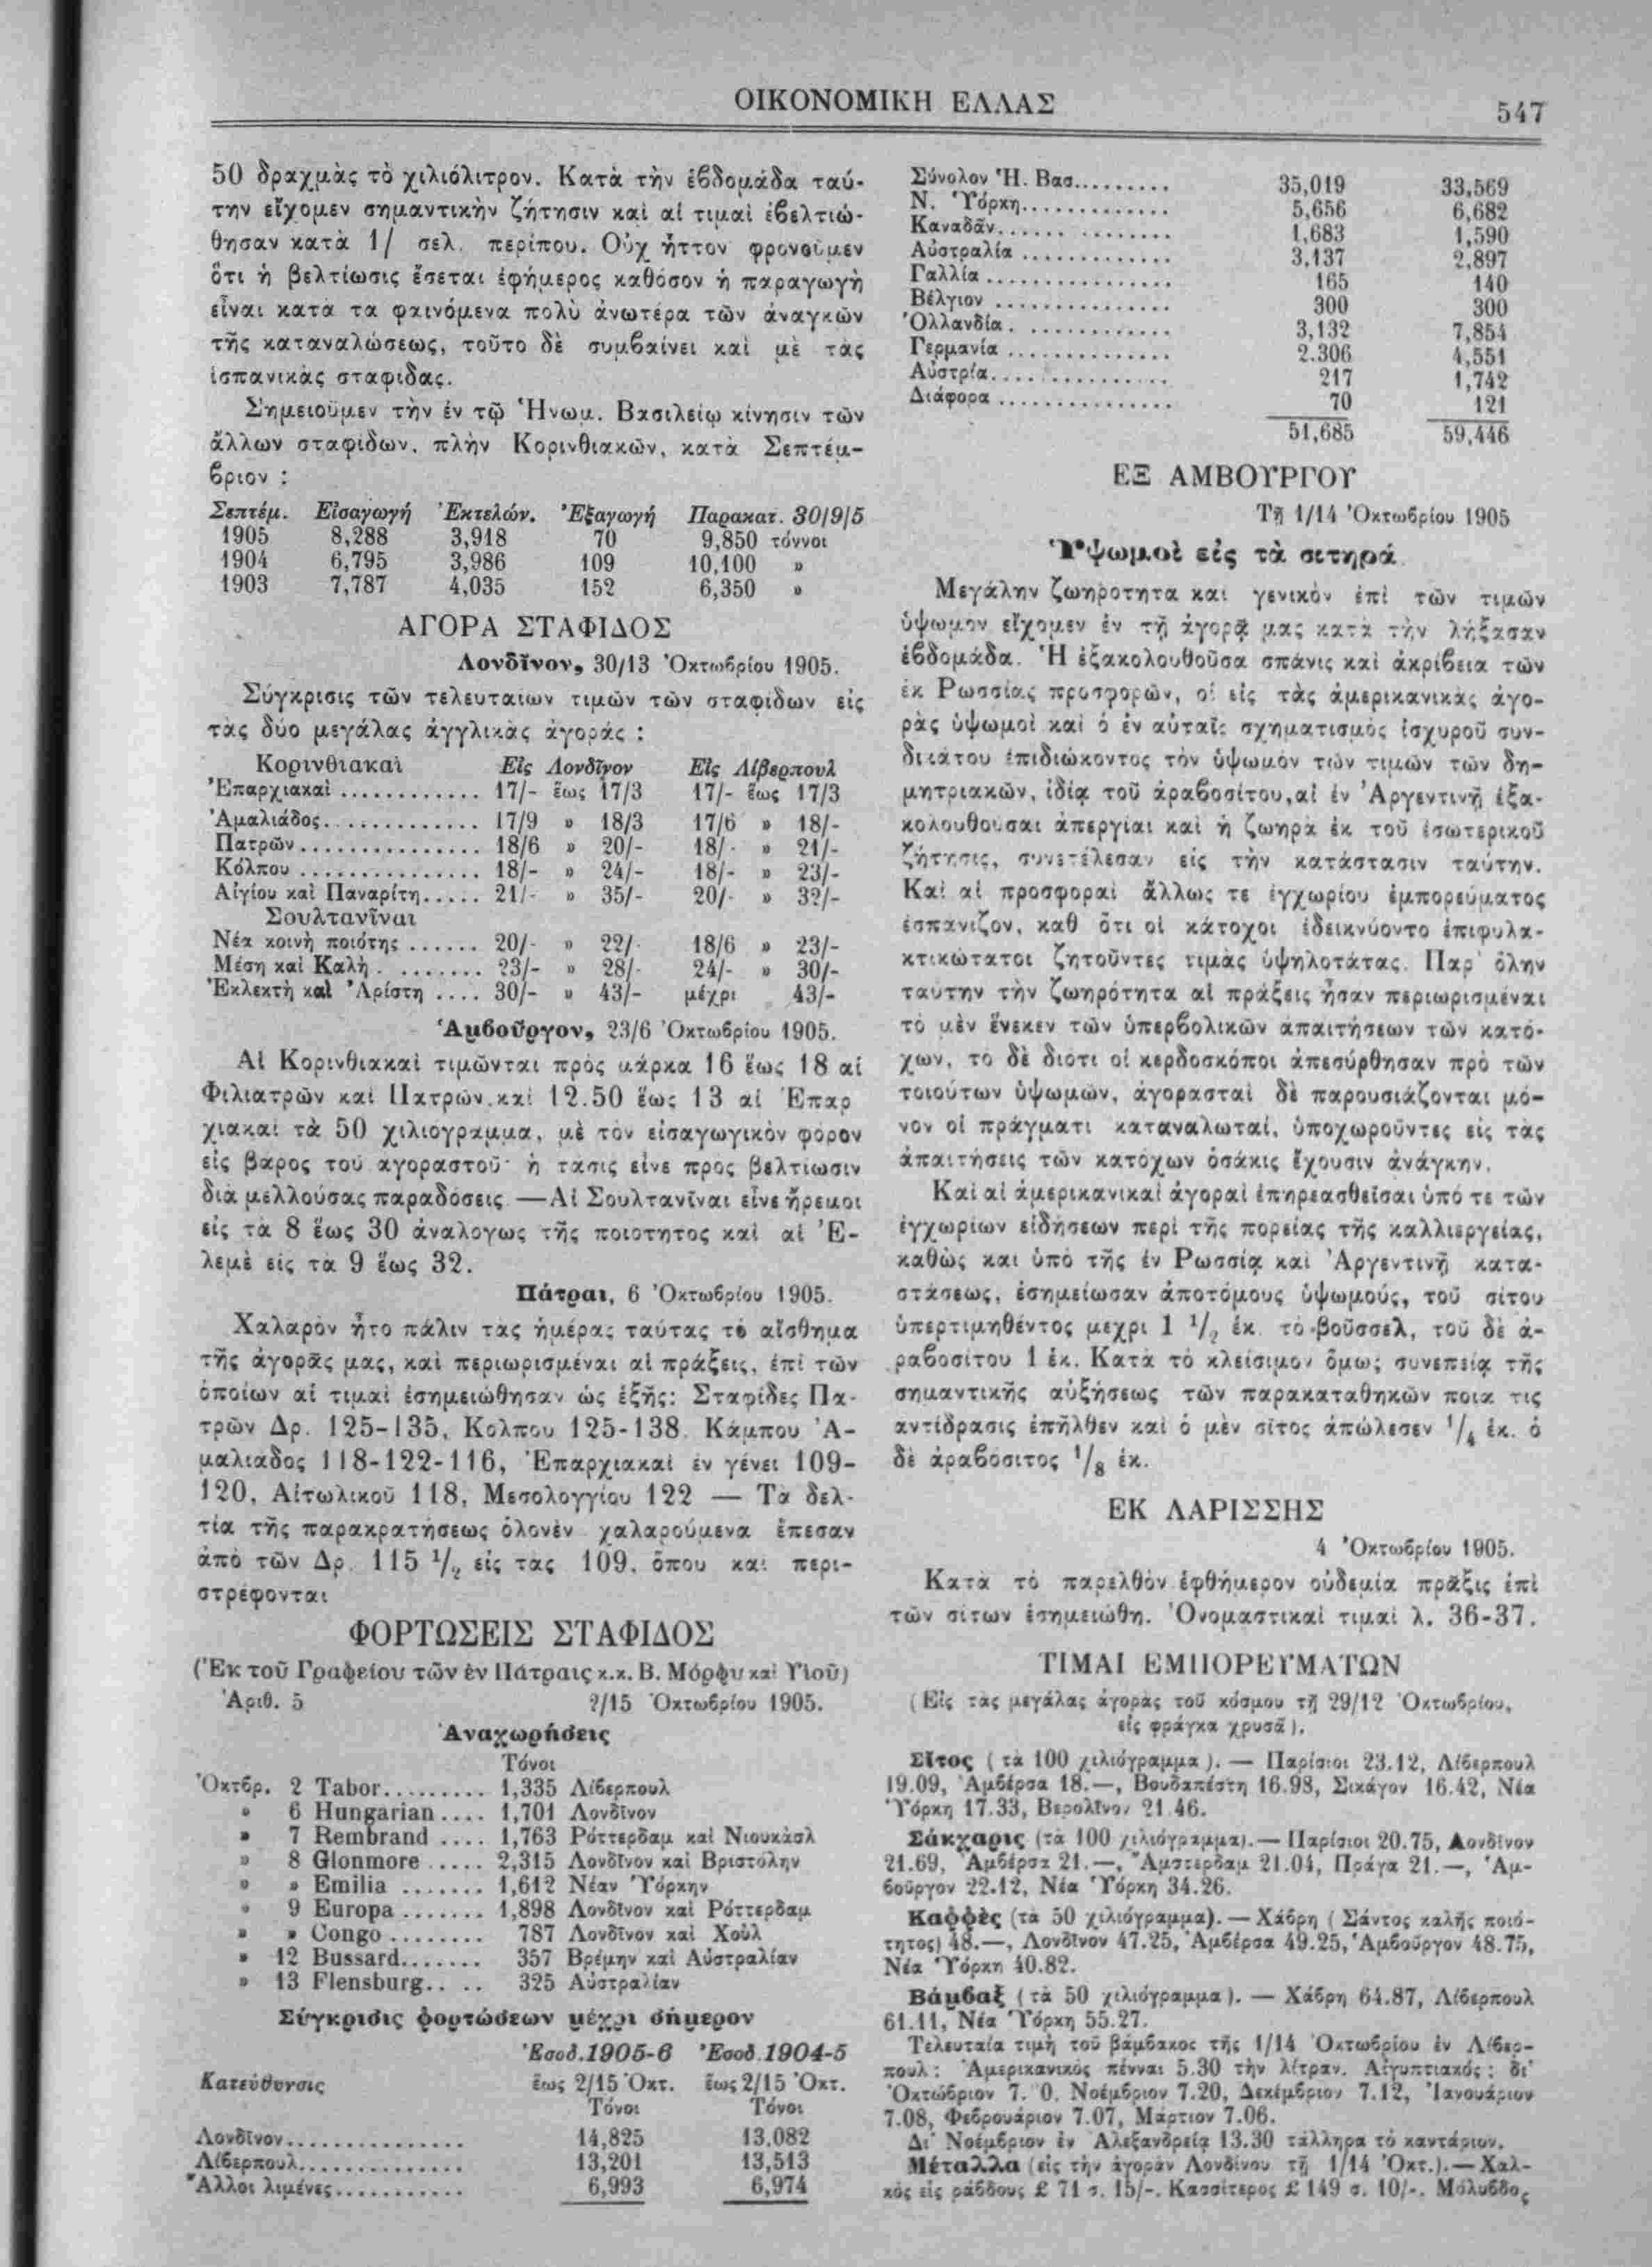 ΟΙΚΟΝΟΜΙΚΗ ΕΛΛΑΣ
547
50 δραχμὰς τὸ χιλιόλιτρον. Κατὰ τὴν ἑβδομάδα ταύ-
την εἴχομεν σημαντικὴν ζήτησιν καὶ αἱ τιμαὶ ἐβελτιώ-
θησαν κατὰ 1/ σελ. περίπου. Οὐχ ἧττον φρονοῦμεν
ὅτι ἡ βελτίωσις ἔσεται ἐφήμερος καθόσον ἡ παραγωγὴ
εἶναι κατὰ τα φαινόμενα πολὺ ἀνωτέρα τῶν ἀναγκῶν
τῆς καταναλώσεως, τοῦτο δὲ συμβαίνει καὶ μὲ τὰς
ἱσπανικὰς σταφιδας.
Σημειοῦμεν τὴν ἐν τῷ Ἡνωμ. Βασιλείῳ κίνησιν τῶν
ἄλλων σταφίδων, πλὴν Κορινθιακῶν, κατὰ Σεπτέμ-
βριον :
Σεπτέμ. Εἰσαγωγή Ἐκτελών. Ἐξαγωγή Παρακατ. 30/9/5
1905 8,288 3,918 70 9,850 τόννοι
1904 6,795 3,986 109 10,100 »
1903 7,787 4,035 152 6,350 »
ΑΓΟΡΑ ΣΤΑΦΙΔΟΣ
Λονδῖνον, 30/13 Ὀκτωβρίου 1905.
Σύγκρισις τῶν τελευταίων τιμῶν τῶν σταφίδων εἰς
τὰς δύο μεγάλας ἀγγλικὰς ἀγοράς :
Κορινθιακαὶ Εἰς Λονδῖνον Εἰς Λίβερπουλ
Ἐπαρχιακαὶ ............ 17/- ἕως 17/3 17/- ἕως 17/3
Ἀμαλιάδος.............. 17/9 » 18/3 17/6 » 18/-
Πατρῶν............... 18/6 » 20/- 18/- » 21/-
Κόλπου ............... 18/- » 24/- 18/- » 23/-
Αἰγίου καὶ Παναρίτη..... 21/- » 35/- 20/- » 32/-
Σουλτανῖναι
Νέα κοινὴ ποιότης ...... 20/- » 22/- 18/6 » 23/-
Μέση καὶ Καλὴ. ........ 23/- » 28/- 24/- » 30/-
Ἐκλεκτὴ καὶ Ἀρίστη .... 30/- » 43/- μέχρι 43/-
Ἁμβοῦργον, 23/6 Ὀκτωβρίου 1905.
Αἱ Κορινθιακαὶ τιμῶνται πρὸς μάρκα 16 ἕως 18 αἱ
Φιλιατρῶν καὶ Πατρῶν καὶ 12.50 ἕως 13 αἱ Ἐπαρ
χιακαὶ τὰ 50 χιλιογραμμα, μὲ τὸν εἰσαγωγικὸν φόρον
εἰς βαρος τοῦ αγοραστοῦ· ἡ τασις εἶνε προς βελτίωσιν
διὰ μελλούσας παραδόσεις —Αἱ Σουλτανῖναι εἶνε ἤρεμοι
εἰς τὰ 8 ἕως 30 ἀναλογως τῆς ποιοτητος καὶ αἱ Ἐ-
λεμὲ εἰς τὰ 9 ἕως 32.
Πάτραι, 6 Ὀκτωβρίου 1905.
Χαλαρὸν ἦτο πάλιν τας ἡμέρας ταύτας τὸ αἴσθημα
τῆς ἀγορᾶς μας, καὶ περιωρισμέναι αἱ πράξεις, ἐπὶ τῶν
ὁποίων αἱ τιμαὶ ἐσημειώθησαν ὡς ἑξῆς: Σταφίδες Πα-
τρῶν Δρ. 125-135, Κολπου 125-138. Κάμπου Ἀ-
μαλιαδος 118-122-116, Ἐπαρχιακαὶ ἐν γένει 109-
120, Αἰτωλικοῦ 118, Μεσολογγίου 122 — Τὰ δελ-
τία τῆς παρακρατήσεως ὁλονὲν χαλαρούμενα ἔπεσαν
ἀπὸ τῶν Δρ. 115 ½ εἰς τας 109, ὅπου και περι-
στρέφονται
ΦΟΡΤΩΣΕΙΣ ΣΤΑΦΙΔΟΣ
(Ἐκ τοῦ Γραφείου τῶν ἐν Πάτραις κ.κ. Β. Μόρφυ καὶ Υἱοῦ)
Ἀριθ. 5 2/15 Ὀκτωβρίου 1905.
Ἀναχωρήσεις
Τόνοι
Ὀκτβρ. 2 Tabor.......... 1,335 Λίβερπουλ
» 6 Hungarian .... 1,701 Λονδῖνον
» 7 Rembrand .... 1,763 Ρόττερδαμ καὶ Νιουκάσλ
» 8 Glonmore ..... 2,315 Λονδῖνον καὶ Βριστόλην
» » Emilia ....... 1,612 Νέαν Ὑόρκην
» 9 Europa ....... 1,898 Λονδῖνον καὶ Ρόττερδαμ
» » Congo ........ 787 Λονδῖνον καὶ Χοὺλ
» 12 Bussard....... 357 Βρέμην καὶ Αὐστραλίαν
» 13 Flensburg.. .. 325 Αὐστραλίαν
Σύγκρισις φορτώσεων μέχρι σήμερον
Ἐσοδ. 1905-6 Ἐσοδ. 1904-5
Κατεύθυνσις ἕως 2/15 Ὀκτ. ἕως 2/15 Ὀκτ.
Τόνοι Τόνοι
Λονδῖνον............... 14,825 13.082
Λίβερπουλ.............. 13,201 13,513
Ἄλλοι λιμένες........... 6,993 6,974
Σύνολον Ἡ. Βασ......... 35,019 33,569
Ν. Ὑόρκη.............. 5,656 6,682
Καναδᾶν...... ........ 1,683 1,590
Αὐστραλία ............. 3,137 2,897
Γαλλία ................ 165 140
Βέλγιον ............... 300 300
Ὁλλανδία. ............ 3,132 7,854
Γερμανία .............. 2.306 4,551
Αὐστρία............... 217 1,742
Διάφορα ............... 70 121
51,685 59,446
ΕΞ ΑΜΒΟΥΡΓΟΥ
Τῇ 1/14 Ὀκτωβρίου 1905
Ὑψωμοὶ εἰς τὰ σιτηρά
Μεγάλην ζωηροτητα και γενικὸν ἐπὶ τῶν τιμῶν
ὑψωμὸν εἴχομεν ἐν τῇ ἀγορᾷ μας κατὰ τὴν λήξασαν
ἑβδομάδα. Ἡ ἐξακολουθοῦσα σπάνις καὶ ἀκρίβεια τῶν
ἐκ Ρωσσίας προσφορῶν, οἱ εἰς τὰς ἀμερικανικὰς ἀγο-
ρὰς ὑψωμοὶ καὶ ὁ ἐν αὐταῖς σχηματισμὸς ἰσχυροῦ συν-
δικάτου ἐπιδιώκοντος τὸν ὑψωμὸν τῶν τιμῶν τῶν δη-
μητριακῶν, ἰδίᾳ τοῦ ἀραβοσίτου, αἱ ἐν Ἀργεντινῇ ἐξα-
κολουθοῦσαι ἀπεργίαι καὶ ἡ ζωηρὰ ἐκ τοῦ ἐσωτερικοῦ
ζήτησις, συνετέλεσαν εἰς τὴν κατάστασιν ταύτην.
Καὶ αἱ προσφοραὶ ἄλλως τε ἐγχωρίου ἐμπορεύματος
ἐσπανιζον, καθ ὅτι οἱ κάτοχοι ἐδεικνύοντο ἐπιφυλα-
κτικώτατοι ζητοῦντες τιμὰς ὑψηλοτάτας. Παρ' ὅλην
ταύτην τὴν ζωηρότητα αἱ πράξεις ἦσαν περιωρισμέναι
τὸ μὲν ἕνεκεν τῶν ὑπερβολικῶν ἀπαιτήσεων τῶν κατό-
χων, τὸ δὲ διότι οἱ κερδοσκόποι ἀπεσύρθησαν πρὸ τῶν
τοιούτων ὑψωμῶν, ἀγορασταὶ δὲ παρουσιάζονται μό-
νον οἱ πράγματι καταναλωταί, ὑποχωροῦντες εἰς τὰς
ἀπαιτήσεις τῶν κατόχων ὁσάκις ἔχουσιν ἀνάγκην.
Καὶ αἱ ἀμερικανικαὶ ἀγοραὶ ἐπηρεασθεῖσαι ὑπό τε τῶν
ἐγχωρίων εἰδήσεων περὶ τῆς πορείας τῆς καλλιεργείας,
καθὼς και ὑπὸ τῆς ἐν Ρωσσίᾳ καὶ Ἀργεντινῇ κατα-
στάσεως, ἐσημείωσαν ἀποτόμους ὑψωμούς, τοῦ σίτου
ὑπερτιμηθέντος μεχρι 1 ½ ἑκ. τὸ βοῦσσελ, τοῦ δὲ ἀ-
ραβοσίτου 1 ἑκ. Κατὰ τὸ κλείσιμον ὅμως συνεπείᾳ τῆς
σημαντικῆς αὐξήσεως τῶν παρακαταθηκῶν ποια τις
αντίδρασις ἐπῆλθεν καὶ ὁ μὲν σῖτος ἀπώλεσεν ¼ ἑκ. ὁ
δὲ ἀραβόσιτος ⅛ ἑκ.
ΕΚ ΛΑΡΙΣΣΗΣ
4 Ὀκτωβρίου 1905.
Κατὰ τὸ παρελθὸν ἑφθήμερον οὐδεμία πρᾶξις ἐπὶ
τῶν σίτων ἐσημειώθη. Ὀνομαστικαὶ τιμαὶ λ. 36-37.
ΤΙΜΑΙ ΕΜΠΟΡΕΥΜΑΤΩΝ
(Εἰς τὰς μεγάλας ἀγορὰς τοῦ κόσμου τῇ 29/12 Ὀκτωβρίου,
εἰς φράγκα χρυσᾶ).
Σῖτος (τὰ 100 χιλιόγραμμα). — Παρίσιοι 23.12, Λίβερπουλ
19.09, Ἀμβέρσα 18.—, Βουδαπέστη 16.98, Σικάγον 16.42, Νέα
Ὑόρκη 17.33, Βερολῖνον 21.46.
Σάκχαρις (τὰ 100 χιλιόγραμμα).— Παρίσιοι 20.75, Λονδῖνον
21.69, Ἀμβέρσα 21.—, Ἀμστερδαμ 21.04, Πράγα 21.—, Ἁμ-
βοῦργον 22.12, Νέα Ὑόρκη 34.26.
Καφφὲς (τὰ 50 χιλιόγραμμα).— Χάβρη (Σάντος καλῆς ποιό-
τητος) 48.—, Λονδῖνον 47.25, Ἀμβέρσα 49.25, Ἁμβοῦργον 48.75,
Νέα Ὑόρκη 40.82.
Βάμβαξ (τὰ 50 χιλιόγραμμα). — Χάβρη 64.87, Λίβερπουλ
61.11, Νέα Ὑόρκη 55.27.
Τελευταία τιμὴ τοῦ βάμβακος τῆς 1/14 Ὀκτωβρίου ἐν Λίβερ-
πουλ: Ἀμερικανικὸς πένναι 5.30 τὴν λίτραν. Αἰγυπτιακός: δι'
Ὀκτώβριον 7. 0, Νοέμβριον 7.20, Δεκέμβριον 7.12, Ἰανουάριον
7.08, Φεβρουάριον 7.07, Μάρτιον 7.06.
Δι' Νοέμβριον ἐν Αλεξανδρείᾳ 13.30 τάλληρα τὸ καντάριον.
Μέταλλα (εἰς τὴν ἀγορὰν Λονδίνου τῇ 1/14 Ὀκτ.).— Χαλ-
κὸς εἰς ράβδους £ 71 σ. 15/-. Κασσίτερος £ 149 σ. 10/-. Μόλυβδος